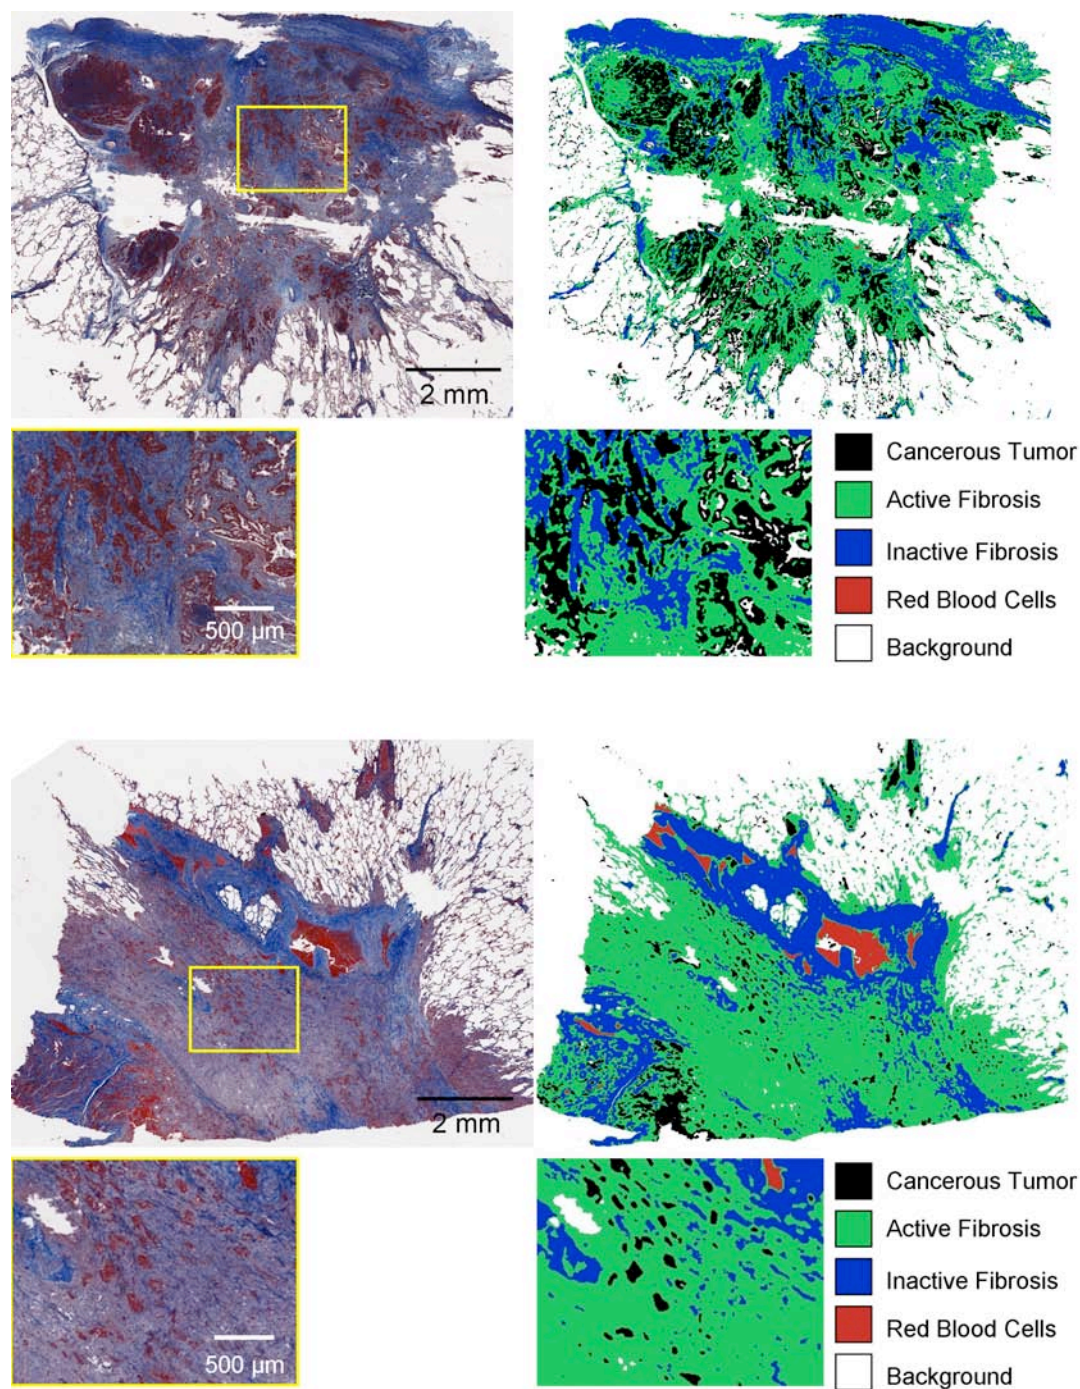 2 mm
500 µm
Cancerous Tumor
Active Fibrosis
Inactive Fibrosis
Red Blood Cells
Background
2 mm
500 µm
Cancerous Tumor
Active Fibrosis
Inactive Fibrosis
Red Blood Cells
Background